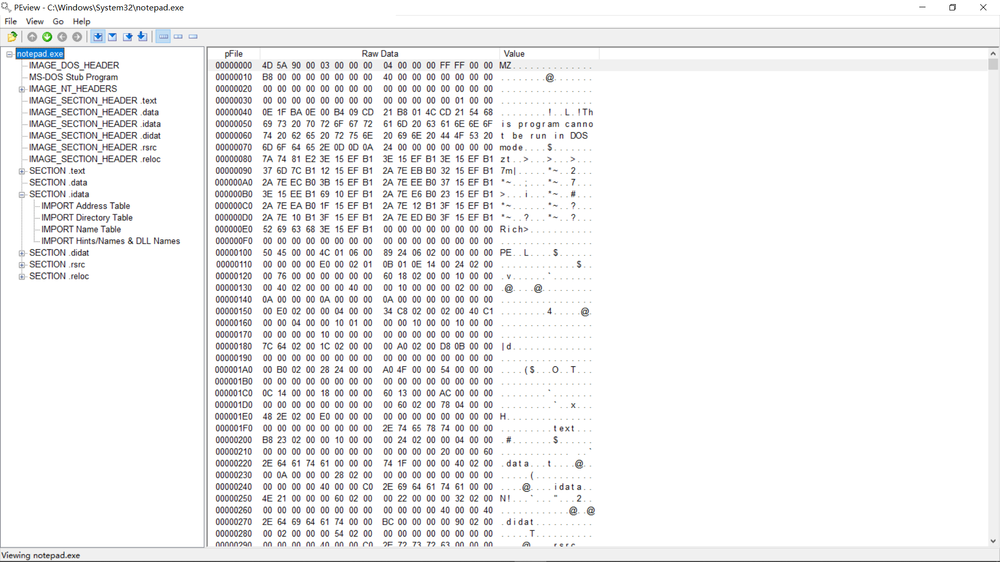 PEview - C:\Windows\System32\notepad.exe
File View Go Help
notepad.exe
IMAGE_DOS_HEADER
MS-DOS Stub Program
IMAGE_NT_HEADERS
IMAGE_SECTION_HEADER .text
IMAGE_SECTION_HEADER .data
IMAGE_SECTION_HEADER .idata
IMAGE_SECTION_HEADER .didat
IMAGE_SECTION_HEADER .rsrc
IMAGE_SECTION_HEADER .reloc
SECTION .text
SECTION .data
SECTION .idata
IMPORT Address Table
IMPORT Directory Table
IMPORT Name Table
IMPORT Hints/Names & DLL Names
SECTION .didat
SECTION .rsrc
SECTION .reloc
pFile Raw Data Value
00000000 4D 5A 90 00 03 00 00 00 04 00 00 00 FF FF 00 00 MZ..............
00000010 B8 00 00 00 00 00 00 00 40 00 00 00 00 00 00 00 ........@.......
00000020 00 00 00 00 00 00 00 00 00 00 00 00 00 00 00 00 ................
00000030 00 00 00 00 00 00 00 00 00 00 00 00 00 01 00 00 ................
00000040 0E 1F BA 0E 00 B4 09 CD 21 B8 01 4C CD 21 54 68 ........!..L.!Th
00000050 69 73 20 70 72 6F 67 72 61 6D 20 63 61 6E 6E 6F is program canno
00000060 74 20 62 65 20 72 75 6E 20 69 6E 20 44 4F 53 20 t be run in DOS
00000070 6D 6F 64 65 2E 0D 0D 0A 24 00 00 00 00 00 00 00 mode....$.......
00000080 7A 74 81 E2 3E 15 EF B1 3E 15 EF B1 3E 15 EF B1 zt..>...>...>...
00000090 37 6D 7C B1 12 15 EF B1 2A 7E EB B0 32 15 EF B1 7m|.....*~..2...
000000A0 2A 7E EC B0 3B 15 EF B1 2A 7E EE B0 37 15 EF B1 *~..;...*~..7...
000000B0 3E 15 EE B1 69 10 EF B1 2A 7E E6 B0 23 15 EF B1 >...i...*~..#...
000000C0 2A 7E EA B0 1F 15 EF B1 2A 7E 12 B1 3F 15 EF B1 *~......*~..?...
000000D0 2A 7E 10 B1 3F 15 EF B1 2A 7E ED B0 3F 15 EF B1 *~..?...*~..?...
000000E0 52 69 63 68 3E 15 EF B1 00 00 00 00 00 00 00 00 Rich>...........
000000F0 00 00 00 00 00 00 00 00 00 00 00 00 00 00 00 00 ................
00000100 50 45 00 00 4C 01 06 00 89 24 06 02 00 00 00 00 PE..L....$......
00000110 00 00 00 00 E0 00 02 01 0B 01 0E 14 00 24 02 00 .............$..
00000120 00 76 00 00 00 00 00 00 60 18 02 00 00 10 00 00 .v......`.......
00000130 00 40 02 00 00 00 40 00 00 10 00 00 00 02 00 00 .@....@.........
00000140 0A 00 00 00 0A 00 00 00 0A 00 00 00 00 00 00 00 ................
00000150 00 E0 02 00 00 04 00 00 34 C8 02 00 02 00 40 C1 ........4.....@.
00000160 00 00 04 00 00 10 01 00 00 00 10 00 00 10 00 00 ................
00000170 00 00 00 00 10 00 00 00 00 00 00 00 00 00 00 00 ................
00000180 7C 64 02 00 1C 02 00 00 00 A0 02 00 D8 0B 00 00 |d..............
00000190 00 00 00 00 00 00 00 00 00 00 00 00 00 00 00 00 ................
000001A0 00 B0 02 00 28 24 00 00 A0 4F 00 00 54 00 00 00 ....($...O..T...
000001B0 00 00 00 00 00 00 00 00 00 00 00 00 00 00 00 00 ................
000001C0 0C 14 00 00 18 00 00 00 60 13 00 00 AC 00 00 00 ........`.......
000001D0 00 00 00 00 00 00 00 00 00 60 02 00 78 04 00 00 .........`..x...
000001E0 48 2E 02 00 E0 00 00 00 00 00 00 00 00 00 00 00 H...............
000001F0 00 00 00 00 00 00 00 00 2E 74 65 78 74 00 00 00 .........text...
00000200 B8 23 02 00 00 10 00 00 00 24 02 00 00 04 00 00 .#.......$......
00000210 00 00 00 00 00 00 00 00 00 00 00 00 20 00 00 60 ............ ..`
00000220 2E 64 61 74 61 00 00 00 74 1F 00 00 00 40 02 00 .data...t....@..
00000230 00 0A 00 00 00 28 02 00 00 00 00 00 00 00 00 00 .....(..........
00000240 00 00 00 00 40 00 00 C0 2E 69 64 61 74 61 00 00 ....@....idata..
00000250 4E 21 00 00 00 60 02 00 00 22 00 00 00 32 02 00 N!...`..."...2..
00000260 00 00 00 00 00 00 00 00 00 00 00 00 40 00 00 40 ............@..@
00000270 2E 64 69 64 61 74 00 00 BC 00 00 00 00 90 02 00 .didat..........
00000280 00 02 00 00 00 54 02 00 00 00 00 00 00 00 00 00 .....T..........
00000290 00 00 00 00 40 00 00 C0 2E 72 73 72 63 00 00 00 ....@....rsrc...
Viewing notepad.exe